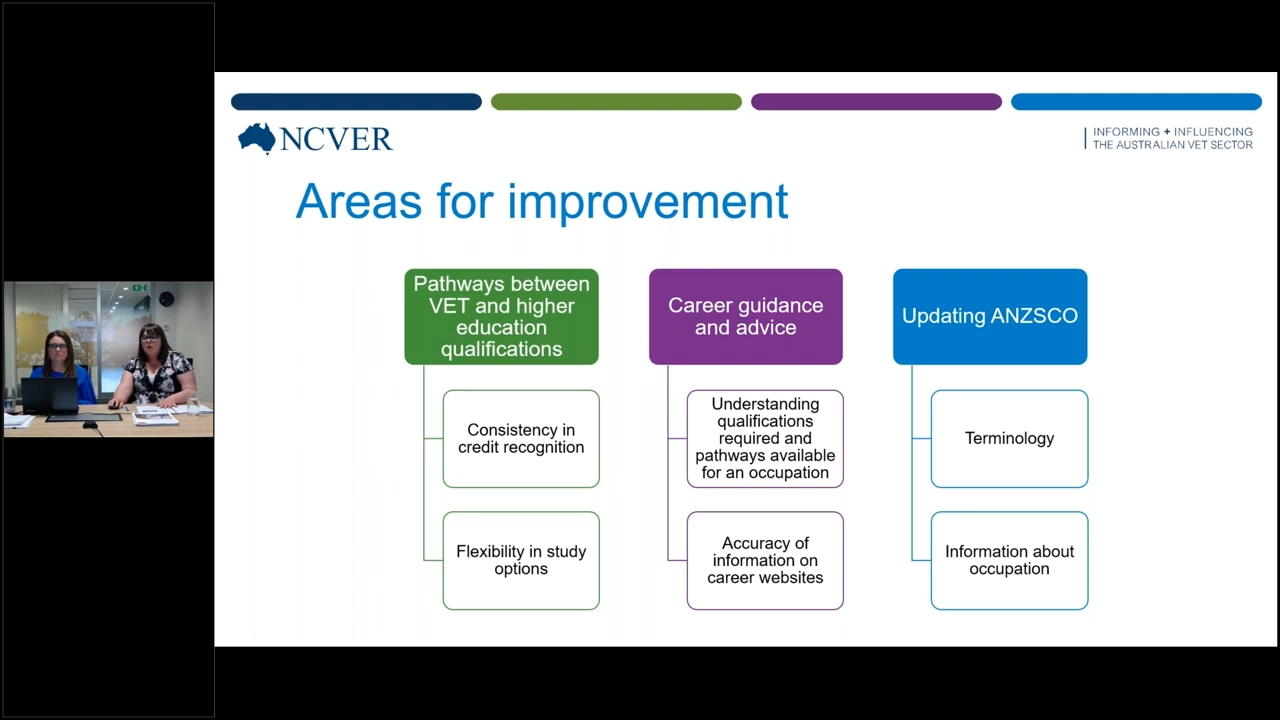 NCVER
INFORMING + INFLUENCING
THE AUSTRALIAN VET SECTOR
Areas for improvement
Pathways between
VET and higher
education
qualifications
Consistency in
credit recognition
Flexibility in study
options
Career guidance
and advice
Understanding
qualifications
required and
pathways available
for an occupation
Accuracy of
information on
career websites
Updating ANZSCO
Terminology
Information about
occupation